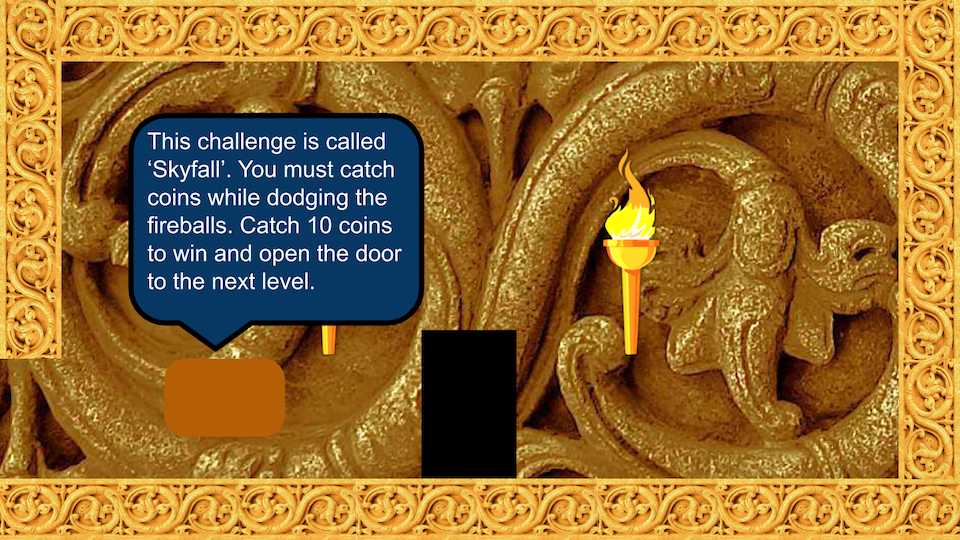 This challenge is called
‘Skyfall’. You must catch
coins while dodging the
fireballs. Catch 10 coins
to win and open the door
to the next level.